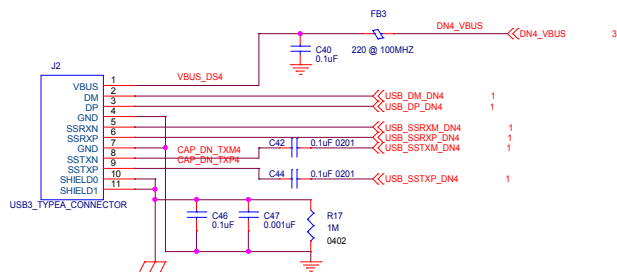 FB3
DN4_VBUS
DN4_VBUS 3
C40
0.1uF
220 @ 100MHZ
J2
VBUS 1 VBUS_DS4
DM 2 USB_DM_DN4 1
DP 3 USB_DP_DN4 1
GND 4
SSRXN 5 USB_SSRXM_DN4 1
SSRXP 6 USB_SSRXP_DN4 1
GND 7 C42 0.1uF 0201 USB_SSTXM_DN4 1
SSTXN 8 CAP_DN_TXM4
SSTXP 9 CAP_DN_TXP4
SHIELD0 10 C44 0.1uF 0201 USB_SSTXP_DN4 1
SHIELD1 11
USB3_TYPEA_CONNECTOR
C46
0.1uF
C47
0.001uF
R17
1M
0402